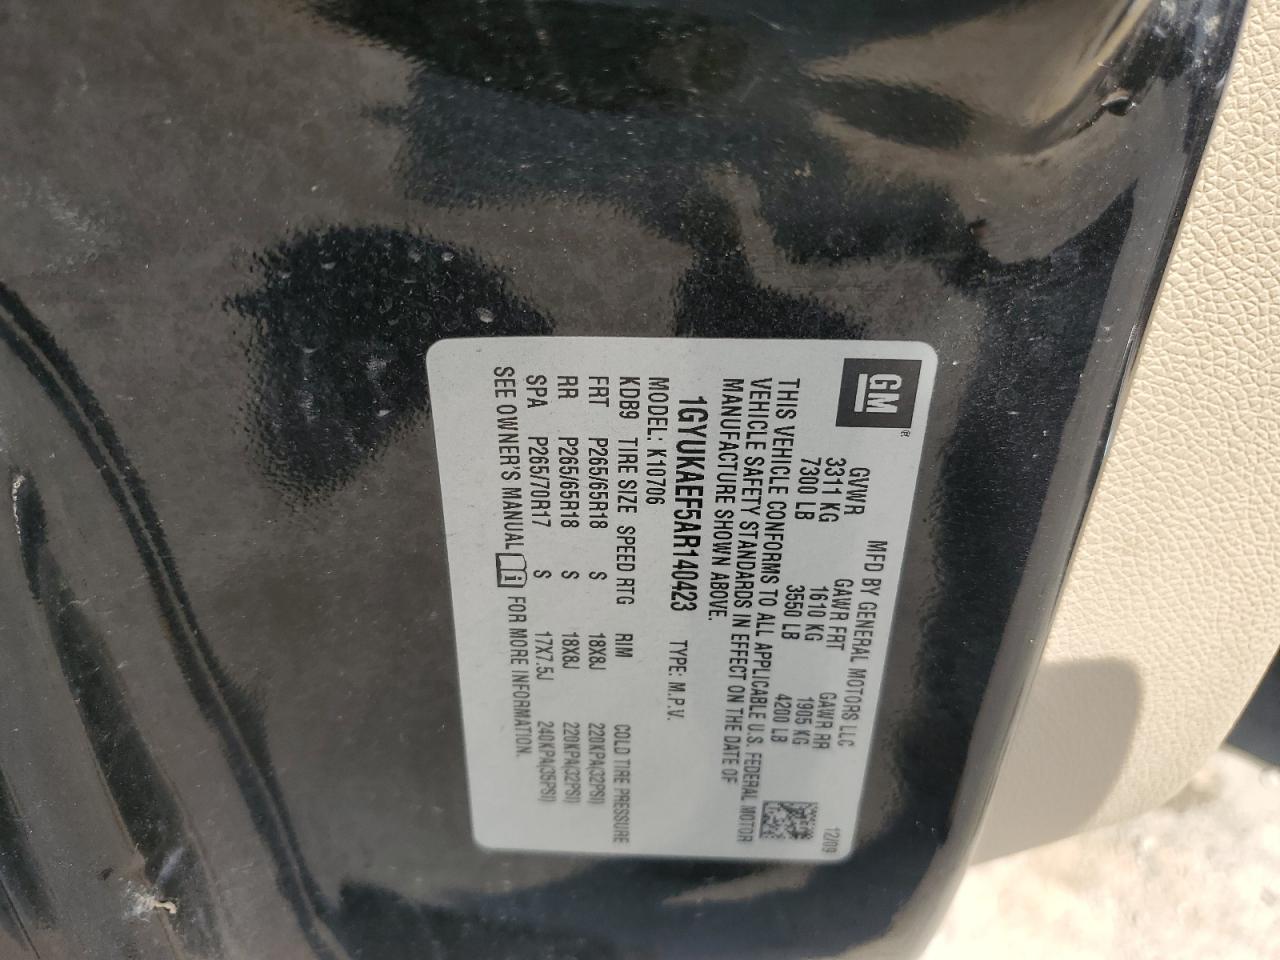 GM®
MFD BY GENERAL MOTORS LLC 12/09
GVWR GAWR FRT GAWR RR
3311 KG 1610 KG 1905 KG
7300 LB 3550 LB 4200 LB
THIS VEHICLE CONFORMS TO ALL APPLICABLE U.S. FEDERAL MOTOR
VEHICLE SAFETY STANDARDS IN EFFECT ON THE DATE OF
MANUFACTURE SHOWN ABOVE.
1GYUKAEF5AR140423 TYPE: M.P.V.
MODEL: K10706
KDB9 TIRE SIZE SPEED RTG RIM COLD TIRE PRESSURE
FRT P265/65R18 S 18X8J 220KPA(32PSI)
RR P265/65R18 S 18X8J 220KPA(32PSI)
SPA P265/70R17 S 17X7.5J 240KPA(35PSI)
SEE OWNER'S MANUAL i FOR MORE INFORMATION.